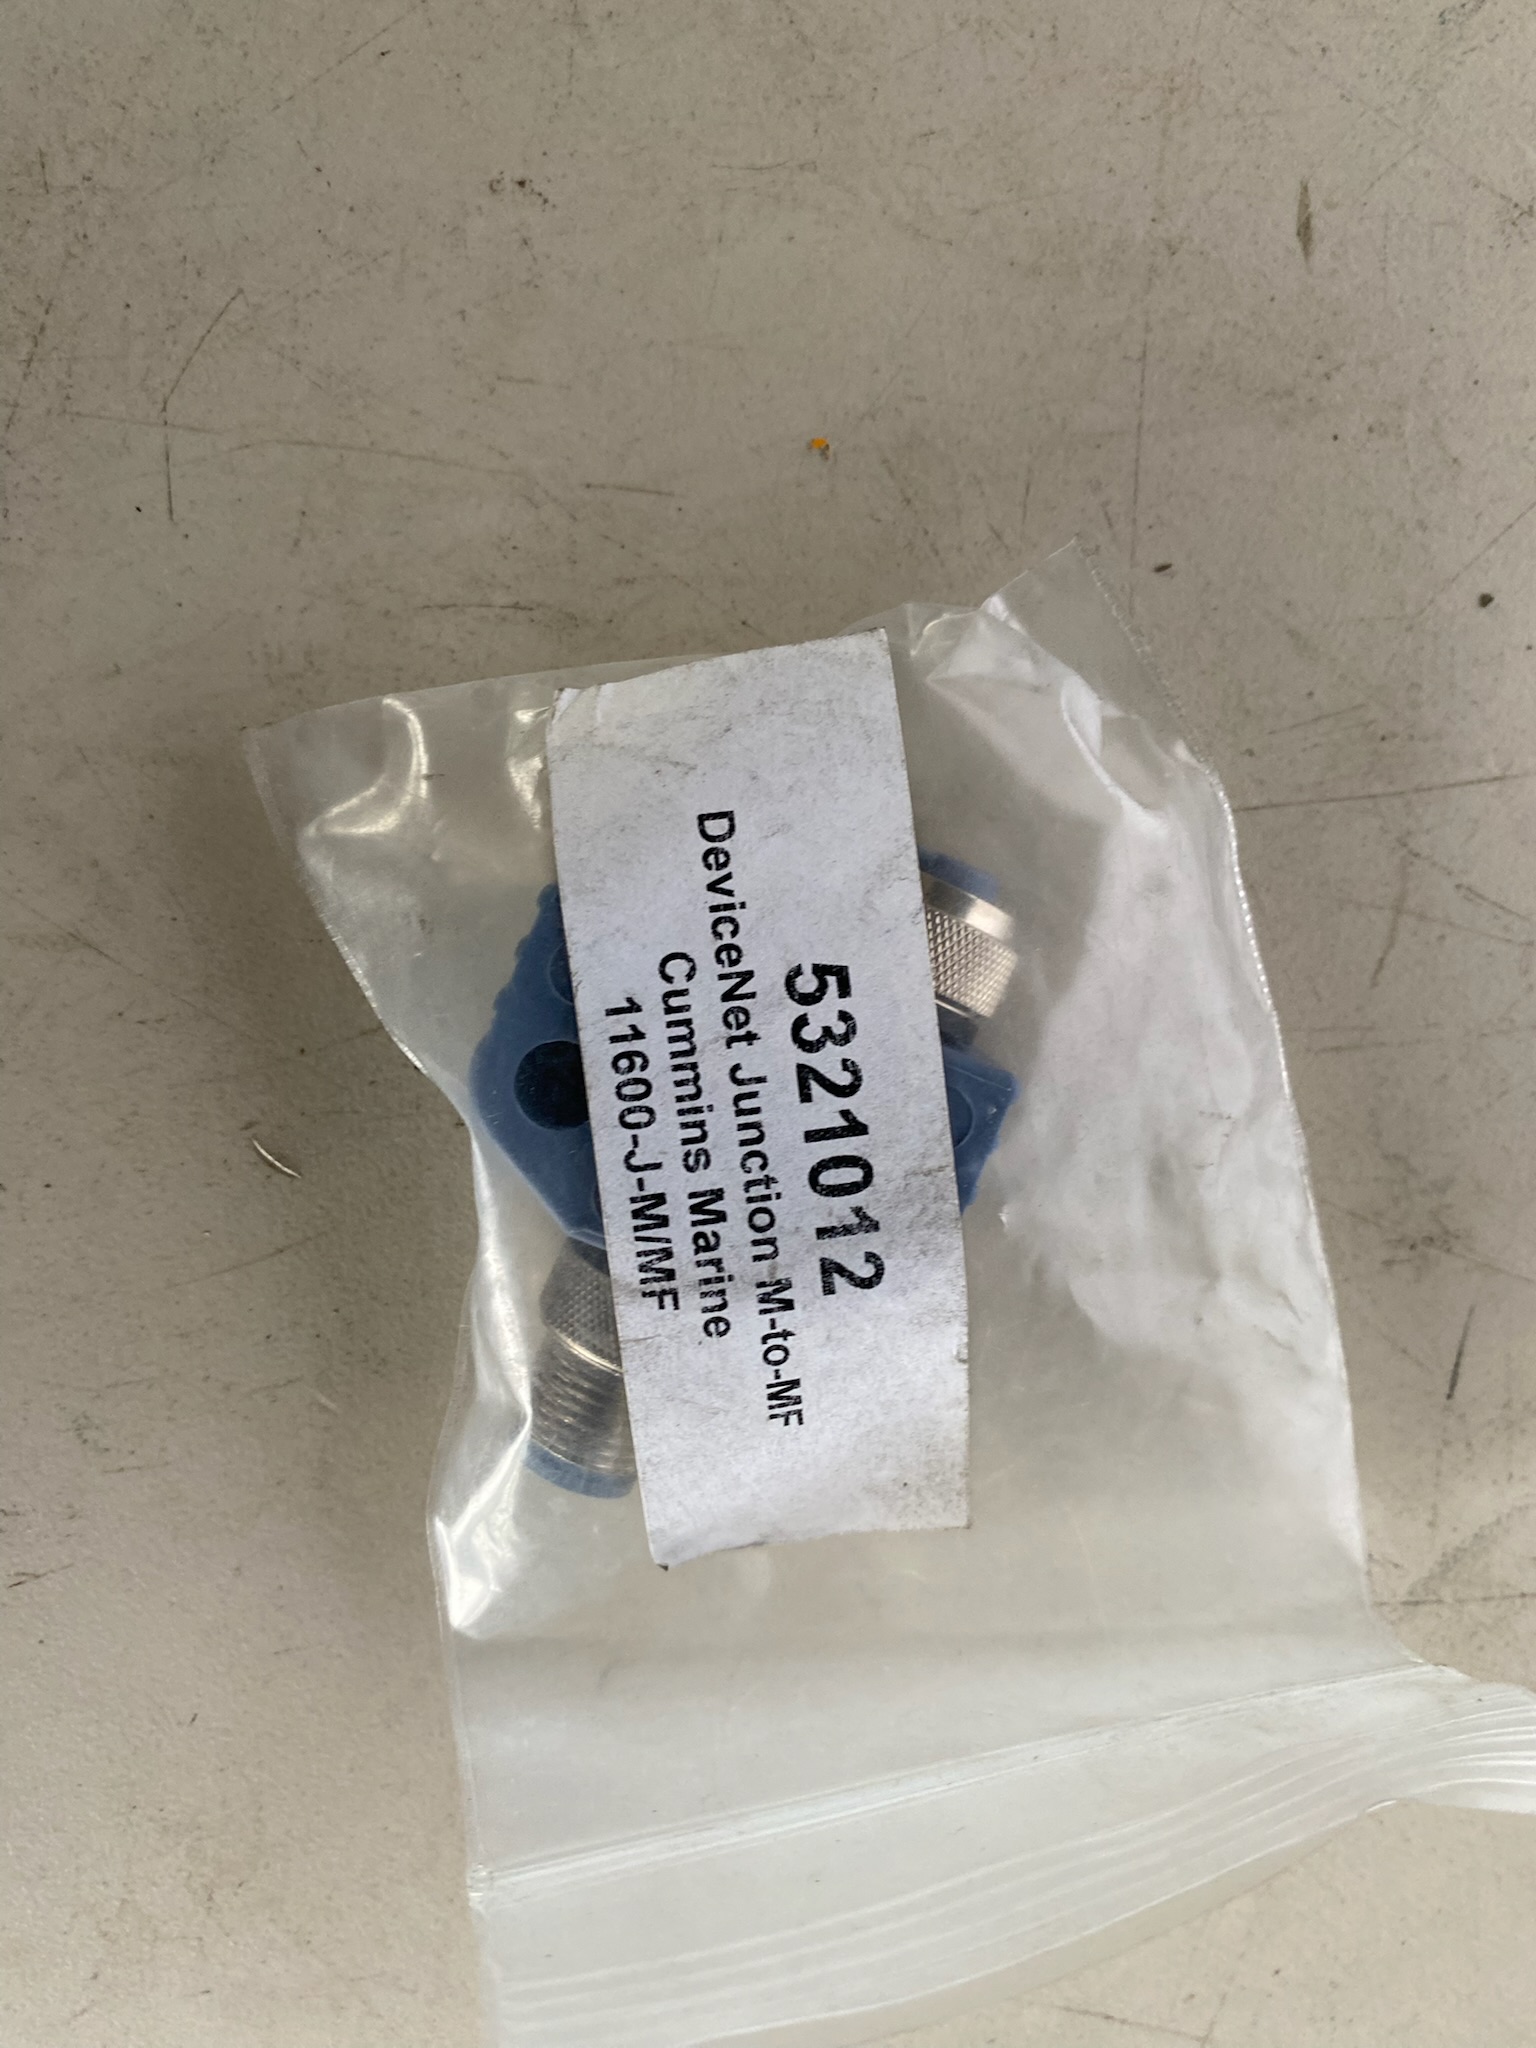 5321012
DeviceNet Junction M-to-MF
Cummins Marine
11600-J-M/MF